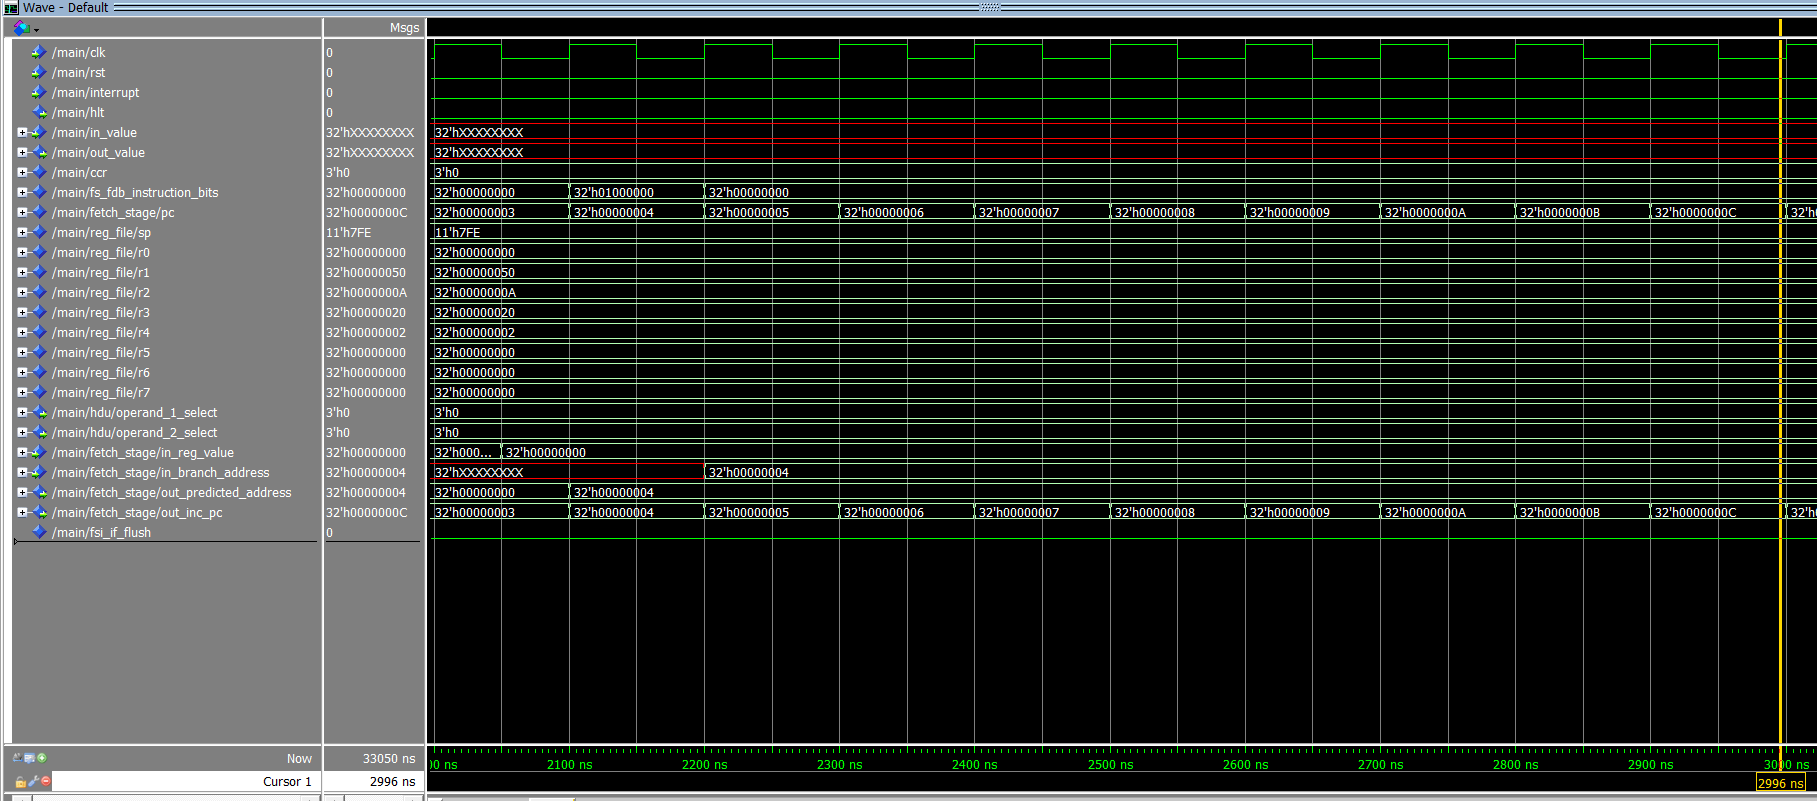 Wave - Default
Msgs
/main/clk 0
/main/rst 0
/main/interrupt 0
/main/hlt 0
/main/in_value 32'hXXXXXXXX 32'hXXXXXXXX
/main/out_value 32'hXXXXXXXX 32'hXXXXXXXX
/main/ccr 3'h0 3'h0
/main/fs_fdb_instruction_bits 32'h00000000 32'h00000000 32'h01000000 32'h00000000
/main/fetch_stage/pc 32'h0000000C 32'h00000003 32'h00000004 32'h00000005 32'h00000006 32'h00000007 32'h00000008 32'h00000009 32'h0000000A 32'h0000000B 32'h0000000C 32'h
/main/reg_file/sp 11'h7FE 11'h7FE
/main/reg_file/r0 32'h00000000 32'h00000000
/main/reg_file/r1 32'h00000050 32'h00000050
/main/reg_file/r2 32'h0000000A 32'h0000000A
/main/reg_file/r3 32'h00000020 32'h00000020
/main/reg_file/r4 32'h00000002 32'h00000002
/main/reg_file/r5 32'h00000000 32'h00000000
/main/reg_file/r6 32'h00000000 32'h00000000
/main/reg_file/r7 32'h00000000 32'h00000000
/main/hdu/operand_1_select 3'h0 3'h0
/main/hdu/operand_2_select 3'h0 3'h0
/main/fetch_stage/in_reg_value 32'h00000000 32'h000... 32'h00000000
/main/fetch_stage/in_branch_address 32'h00000004 32'hXXXXXXXX 32'h00000004
/main/fetch_stage/out_predicted_address 32'h00000004 32'h00000000 32'h00000004
/main/fetch_stage/out_inc_pc 32'h0000000C 32'h00000003 32'h00000004 32'h00000005 32'h00000006 32'h00000007 32'h00000008 32'h00000009 32'h0000000A 32'h0000000B 32'h0000000C 32'h
/main/fsi_if_flush 0
Now 33050 ns 00 ns 2100 ns 2200 ns 2300 ns 2400 ns 2500 ns 2600 ns 2700 ns 2800 ns 2900 ns 3000 ns
Cursor 1 2996 ns 2996 ns